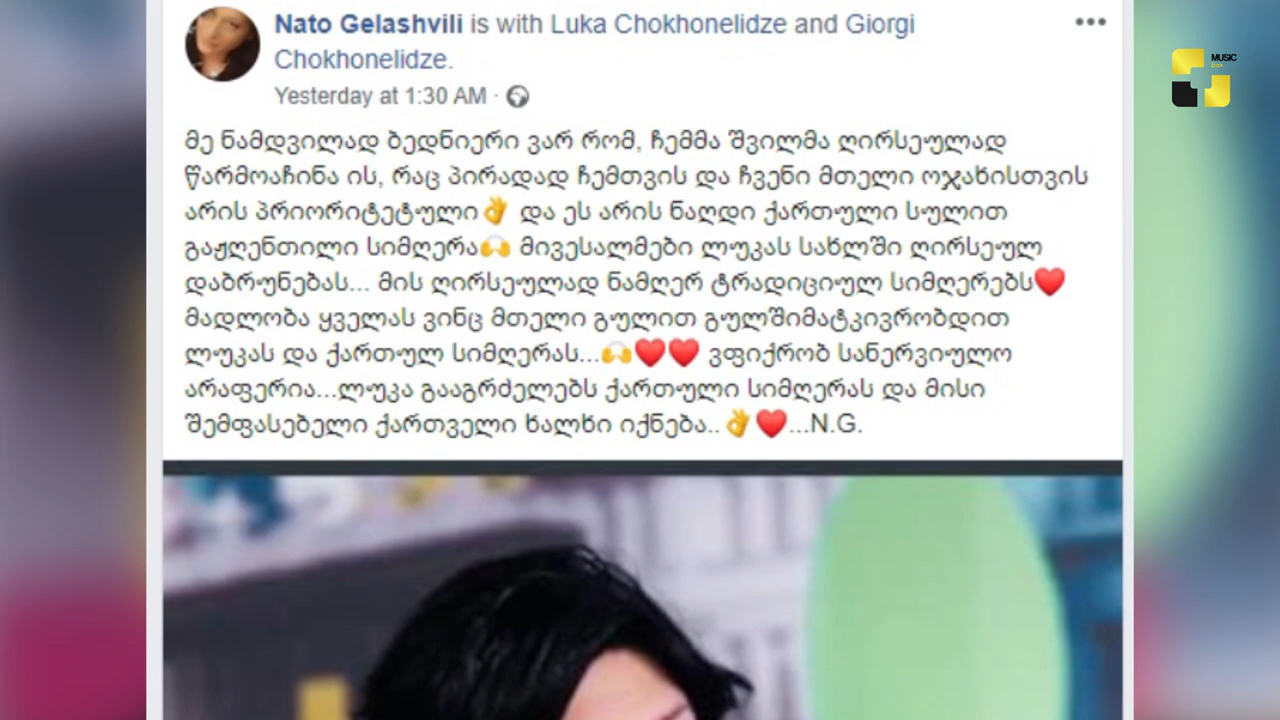 Nato Gelashvili is with Luka Chokhonelidze and Giorgi
Chokhonelidze.
Yesterday at 1:30 AM ·
მე ნამდვილად ბედნიერი ვარ რომ, ჩემმა შვილმა ღირსეულად
წარმოაჩინა ის, რაც პირადად ჩემთვის და ჩვენი მთელი ოჯახისთვის
არის პრიორიტეტული👌 და ეს არის ნაღდი ქართული სულით
გაჟღენთილი სიმღერა🙌 მივესალმები ლუკას სახლში ღირსეულ
დაბრუნებას... მის ღირსეულად ნამღერ ტრადიციულ სიმღერებს❤️
მადლობა ყველას ვინც მთელი გულით გულშიმატკივრობდით
ლუკას და ქართულ სიმღერას...🙌❤️❤️ ვფიქრობ სანერვიულო
არაფერია...ლუკა გააგრძელებს ქართული სიმღერას და მისი
შემფასებელი ქართველი ხალხი იქნება..👌❤️...N.G.
MUSIC
box